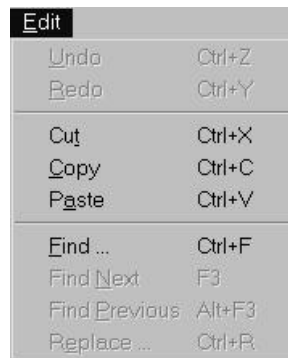 Edit
Undo Ctrl+Z
Redo Ctrl+Y
Cut Ctrl+X
Copy Ctrl+C
Paste Ctrl+V
Find ... Ctrl+F
Find Next F3
Find Previous Alt+F3
Replace ... Ctrl+R